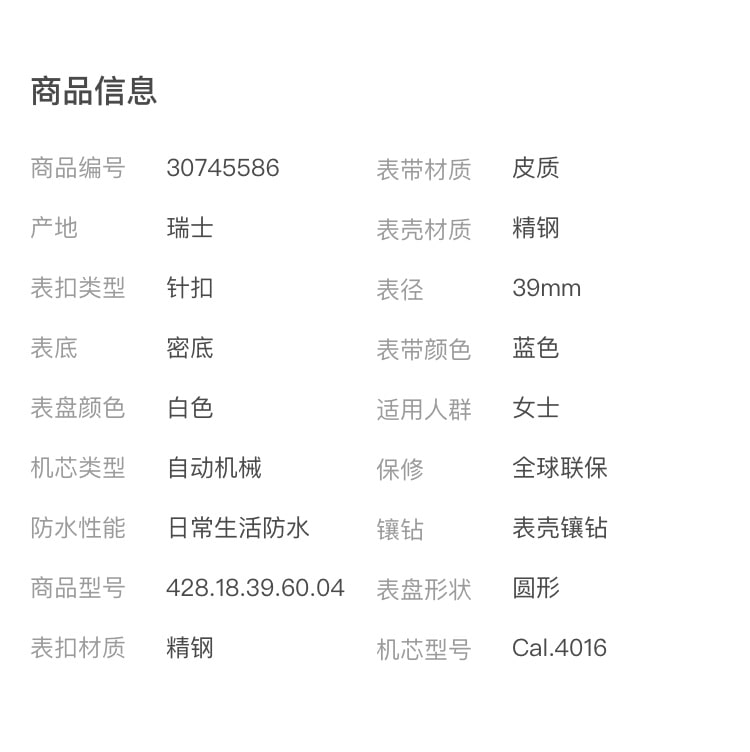 商品信息
商品编号 30745586 表带材质 皮质
产地 瑞士 表壳材质 精钢
表扣类型 针扣 表径 39mm
表底 密底 表带颜色 蓝色
表盘颜色 白色 适用人群 女士
机芯类型 自动机械 保修 全球联保
防水性能 日常生活防水 镶钻 表壳镶钻
商品型号 428.18.39.60.04 表盘形状 圆形
表扣材质 精钢 机芯型号 Cal.4016